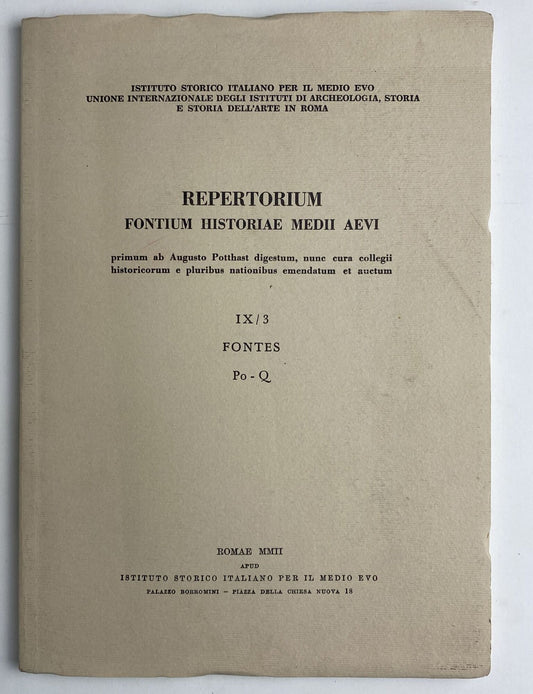 ISTITUTO STORICO ITALIANO PER IL MEDIO EVO
UNIONE INTERNAZIONALE DEGLI ISTITUTI DI ARCHEOLOGIA, STORIA
E STORIA DELL'ARTE IN ROMA
REPERTORIUM
FONTIUM HISTORIAE MEDII AEVI
primum ab Augusto Potthast digestum, nunc cura collegii
historicorum e pluribus nationibus emendatum et auctum
IX/3
FONTES
Po - Q
ROMAE MMII
APUD
ISTITUTO STORICO ITALIANO PER IL MEDIO EVO
PALAZZO BORROMINI – PIAZZA DELLA CHIESA NUOVA 18